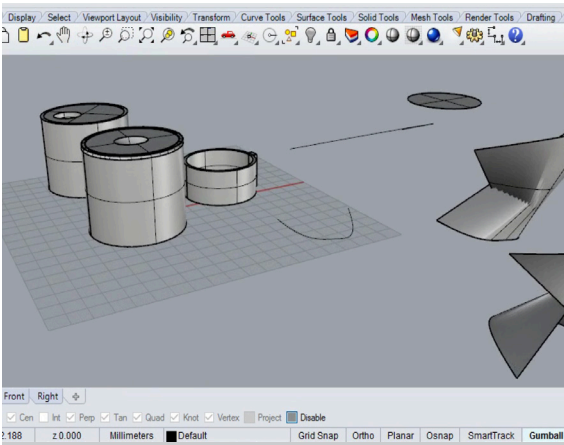 Display Select Viewport Layout Visibility Transform Curve Tools Surface Tools Solid Tools Mesh Tools Render Tools Drafting
Front Right
Cen Int Perp Tan Quad Knot Vertex Project Disable
2.188 z 0.000 Millimeters Default Grid Snap Ortho Planar Osnap SmartTrack Gumball